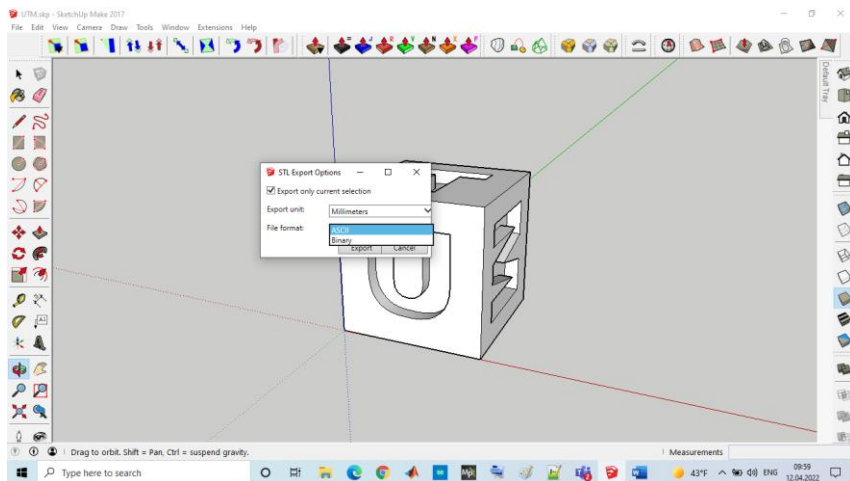 UTM.skp - SketchUp Make 2017
File Edit View Camera Draw Tools Window Extensions Help
Default Tray
STL Export Options
Export only current selection
Export unit: Millimeters
File format: ASCII
Binary
Export Cancel
U
Drag to orbit. Shift = Pan, Ctrl = suspend gravity.
Measurements
Type here to search
43°F
ENG
09:59
12.04.2022